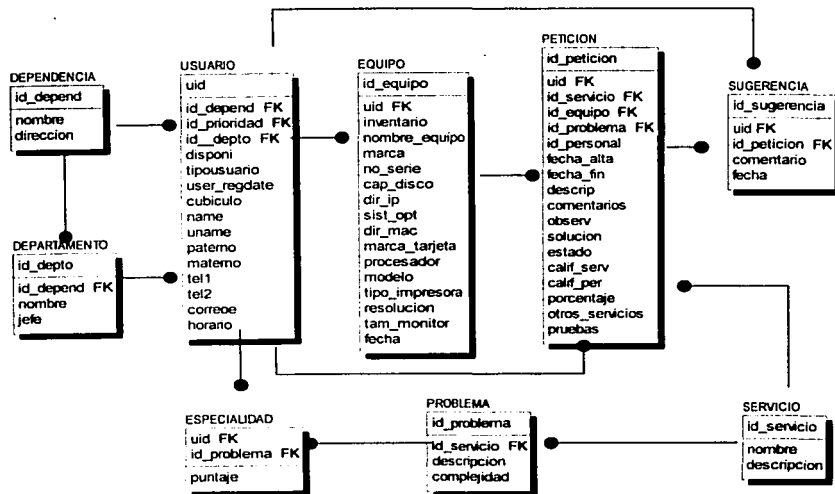 DEPENDENCIA
id_depend
nombre
direccion
DEPARTAMENTO
id_depto
id_depend FK
nombre
jefe
USUARIO
uid
id_depend FK
id_prioridad FK
id__depto FK
disponi
tipousuario
user_regdate
cubiculo
name
uname
paterno
materno
tel1
tel2
correoe
horario
EQUIPO
id_equipo
uid FK
inventario
nombre_equipo
marca
no_serie
cap_disco
dir_ip
sist_opt
dir_mac
marca_tarjeta
procesador
modelo
tipo_impresora
resolucion
tam_monitor
fecha
PETICION
id_peticion
uid FK
id_servicio FK
id_equipo FK
id_problema FK
id_personal
fecha_alta
fecha_fin
descrip
comentarios
observ
solucion
estado
calif_serv
calif_per
porcentaje
otros_servicios
pruebas
SUGERENCIA
id_sugerencia
uid FK
id_peticion FK
comentario
fecha
ESPECIALIDAD
uid FK
id_problema FK
puntaje
PROBLEMA
id_problema
id_servicio FK
descripcion
complejidad
SERVICIO
id_servicio
nombre
descripcion